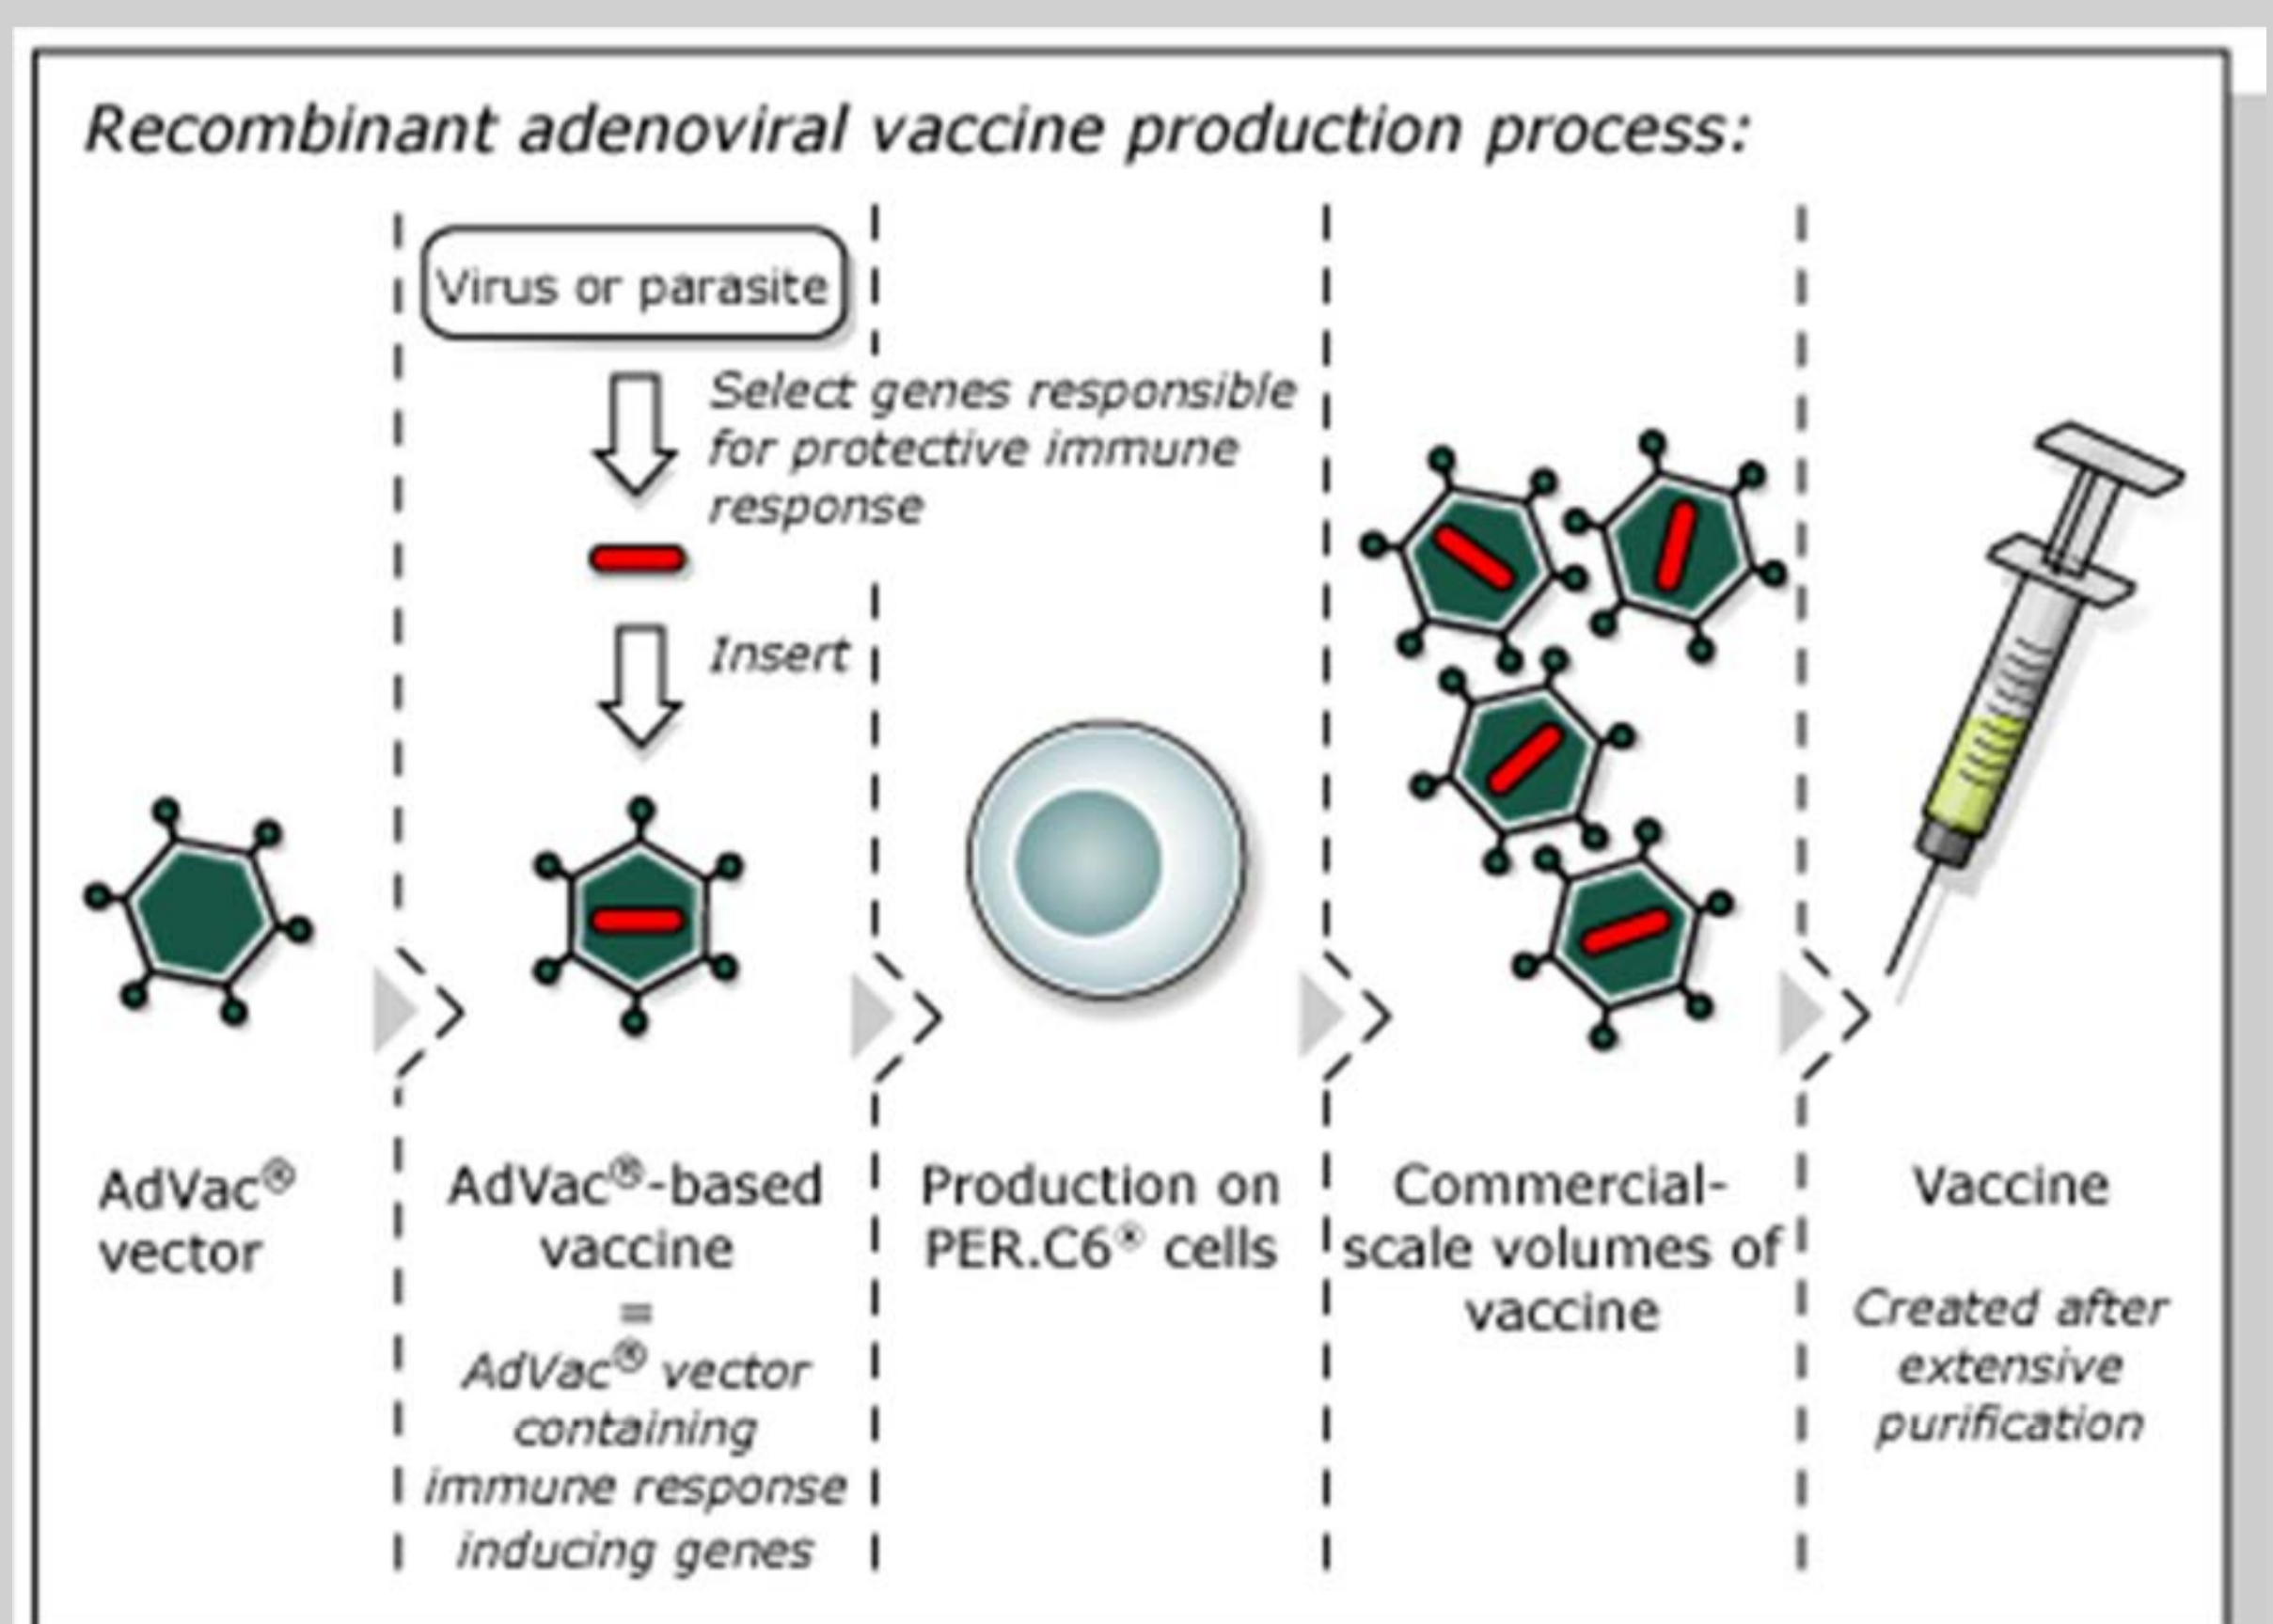 Recombinant adenoviral vaccine production process:
Virus or parasite
Select genes responsible
for protective immune
response
Insert
AdVac®
vector
AdVac®-based
vaccine
=
AdVac® vector
containing
immune response
inducing genes
Production on
PER.C6® cells
Commercial-
scale volumes of
vaccine
Vaccine
Created after
extensive
purification